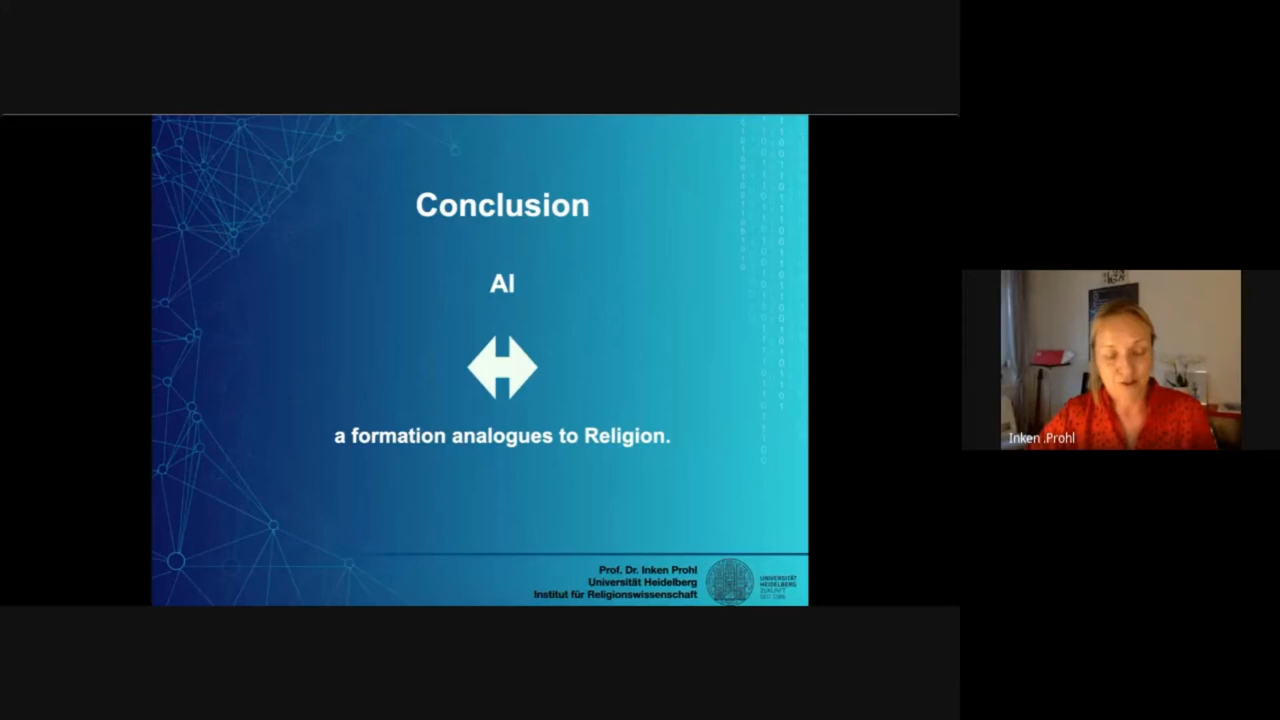 Conclusion
AI
a formation analogues to Religion.
Prof. Dr. Inken Prohl
Universität Heidelberg
Institut für Religionswissenschaft
UNIVERSITÄT
HEIDELBERG
ZUKUNFT
SEIT 1386
Inken .Prohl